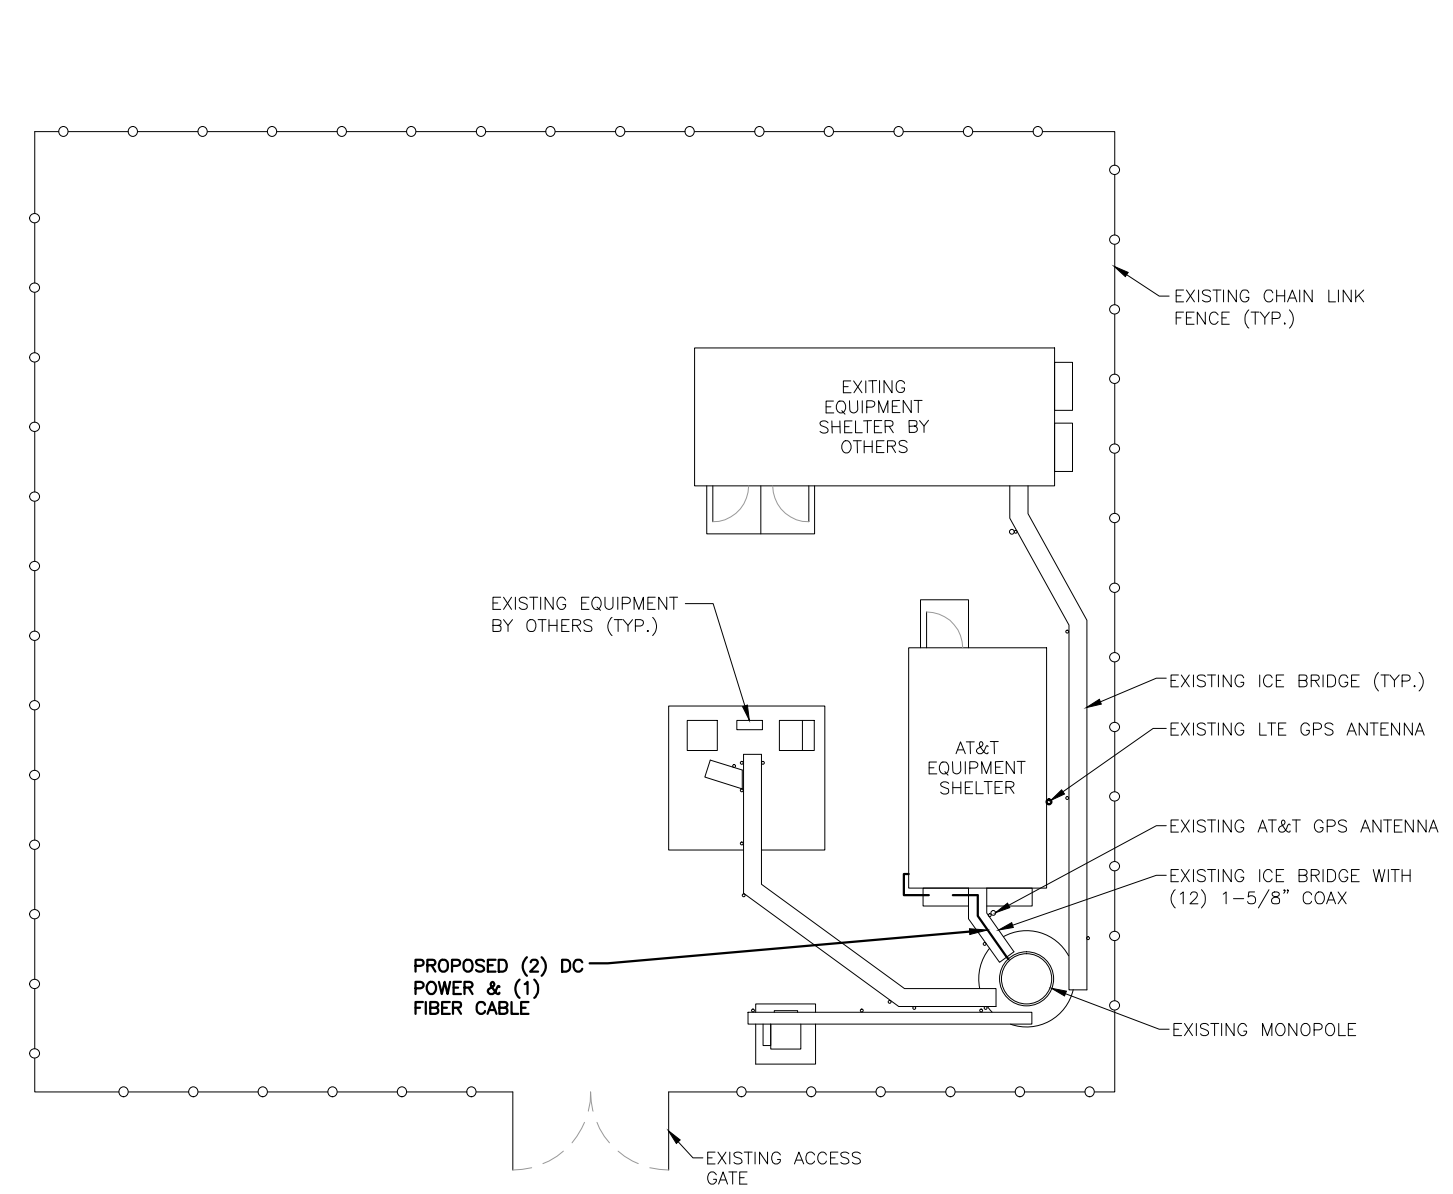 EXISTING CHAIN LINK
FENCE (TYP.)
EXITING
EQUIPMENT
SHELTER BY
OTHERS
EXISTING EQUIPMENT
BY OTHERS (TYP.)
EXISTING ICE BRIDGE (TYP.)
EXISTING LTE GPS ANTENNA
AT&T
EQUIPMENT
SHELTER
EXISTING AT&T GPS ANTENNA
EXISTING ICE BRIDGE WITH
(12) 1-5/8" COAX
PROPOSED (2) DC
POWER & (1)
FIBER CABLE
EXISTING MONOPOLE
EXISTING ACCESS
GATE